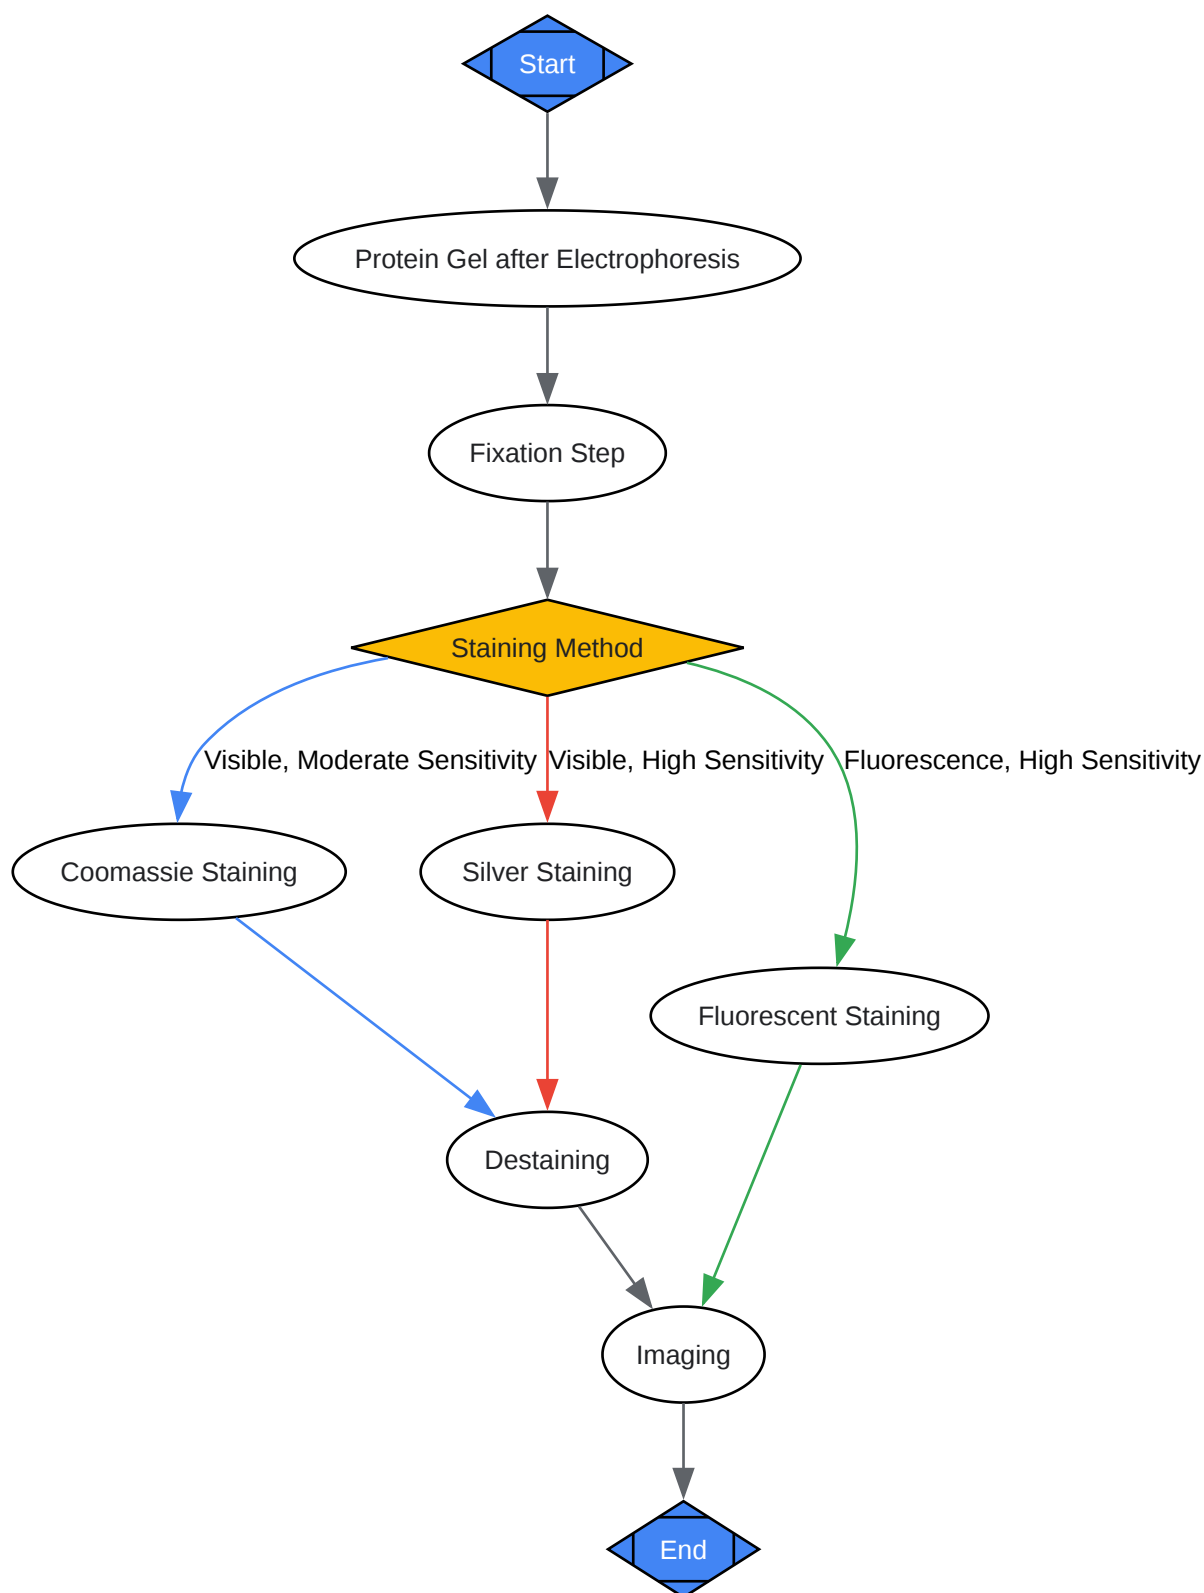 Start
Protein Gel after Electrophoresis
Fixation Step
Staining Method
Visible, Moderate Sensitivity
Visible, High Sensitivity
Fluorescence, High Sensitivity
Coomassie Staining
Silver Staining
Fluorescent Staining
Destaining
Imaging
End